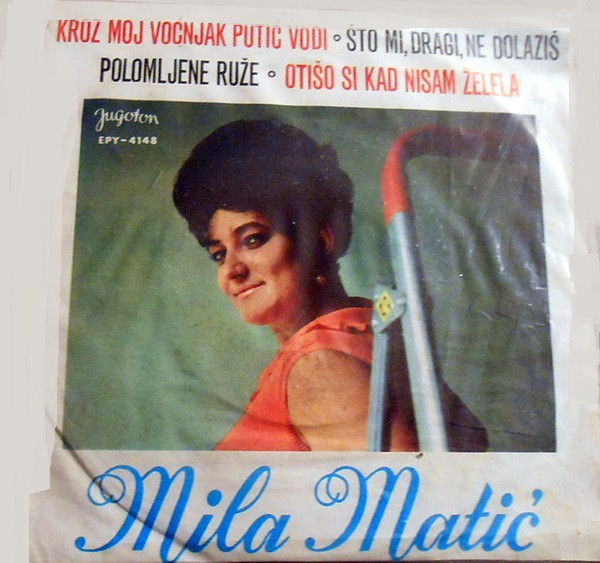 KROZ MOJ VOĆNJAK PUTIĆ VODI • ŠTO MI, DRAGI, NE DOLAZIŠ
POLOMLJENE RUŽE • OTIŠO SI KAD NISAM ŽELELA
Jugoton
EPY-4148
Mila Matić